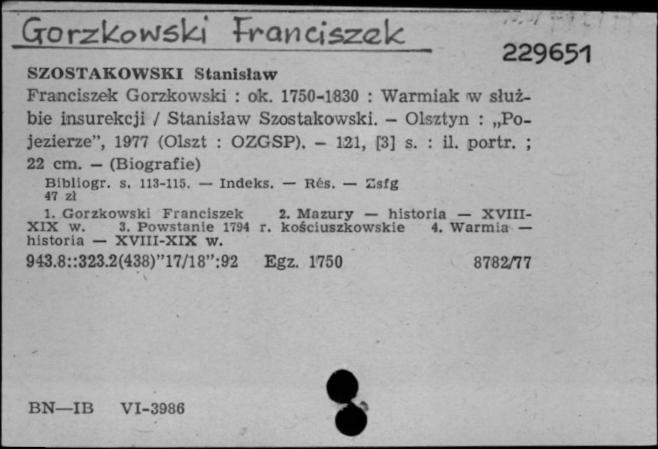 Gorzkowski Franciszek
229651
SZOSTAKOWSKI Stanisław
Franciszek Gorzkowski : ok. 1750-1830 : Warmiak w służ-
bie insurekcji / Stanisław Szostakowski. — Olsztyn : „Po-
jezierze”, 1977 (Olszt : OZGSP). — 121, [3] s. : il. portr. ;
22 cm. — (Biografie)
Bibliogr. s. 113-115. — Indeks. — Rés. — Zsfg
47 zł
1. Gorzkowski Franciszek 2. Mazury — historia — XVIII-
XIX w. 3. Powstanie 1794 r. kościuszkowskie 4. Warmia —
historia — XVIII-XIX w.
943.8::323.2(438)”17/18”:92 Egz. 1750 8782/77
BN—IB VI-3986